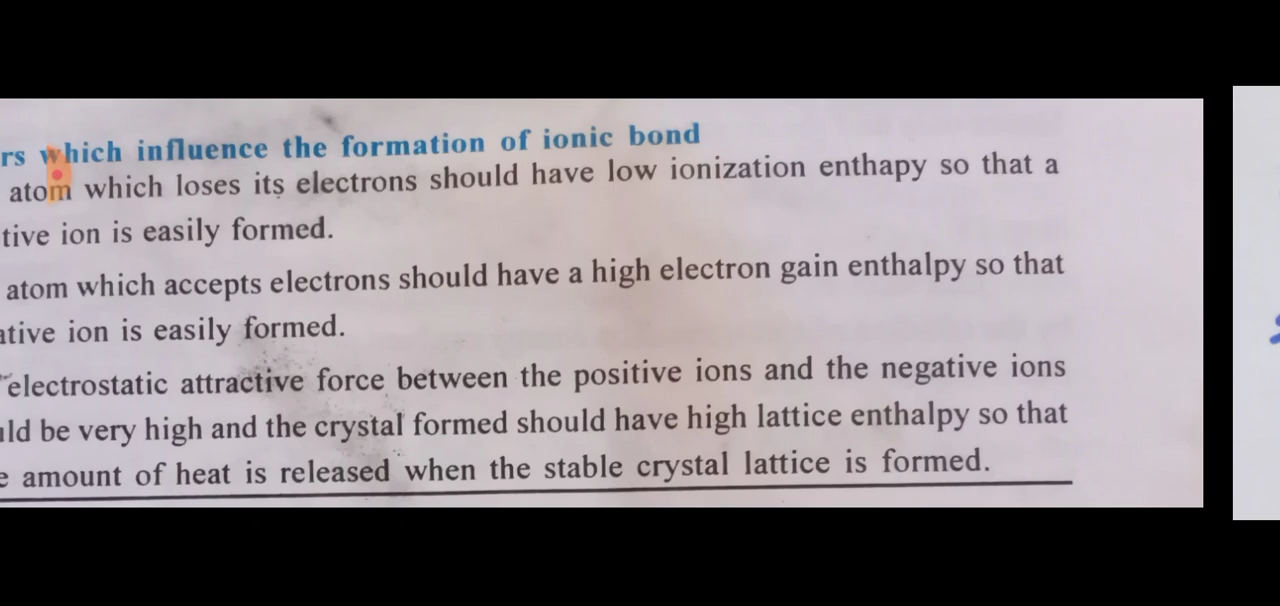 rs which influence the formation of ionic bond
atom which loses its electrons should have low ionization enthapy so that a
tive ion is easily formed.
atom which accepts electrons should have a high electron gain enthalpy so that
ative ion is easily formed.
electrostatic attractive force between the positive ions and the negative ions
uld be very high and the crystal formed should have high lattice enthalpy so that
e amount of heat is released when the stable crystal lattice is formed.